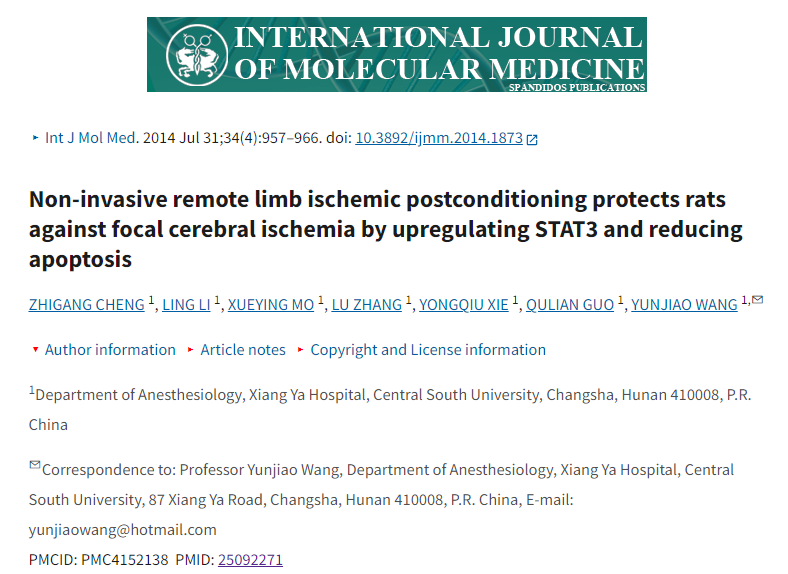 INTERNATIONAL JOURNAL
OF MOLECULAR MEDICINE
SPANDIDOS PUBLICATIONS
Int J Mol Med. 2014 Jul 31;34(4):957–966. doi: 10.3892/ijmm.2014.1873
Non-invasive remote limb ischemic postconditioning protects rats
against focal cerebral ischemia by upregulating STAT3 and reducing
apoptosis
ZHIGANG CHENG 1, LING LI 1, XUEYING MO 1, LU ZHANG 1, YONGQIU XIE 1, QULIAN GUO 1, YUNJIAO WANG 1,✉
Author information Article notes Copyright and License information
1Department of Anesthesiology, Xiang Ya Hospital, Central South University, Changsha, Hunan 410008, P.R.
China
✉Correspondence to: Professor Yunjiao Wang, Department of Anesthesiology, Xiang Ya Hospital, Central
South University, 87 Xiang Ya Road, Changsha, Hunan 410008, P.R. China, E-mail:
yunjiaowang@hotmail.com
PMCID: PMC4152138 PMID: 25092271